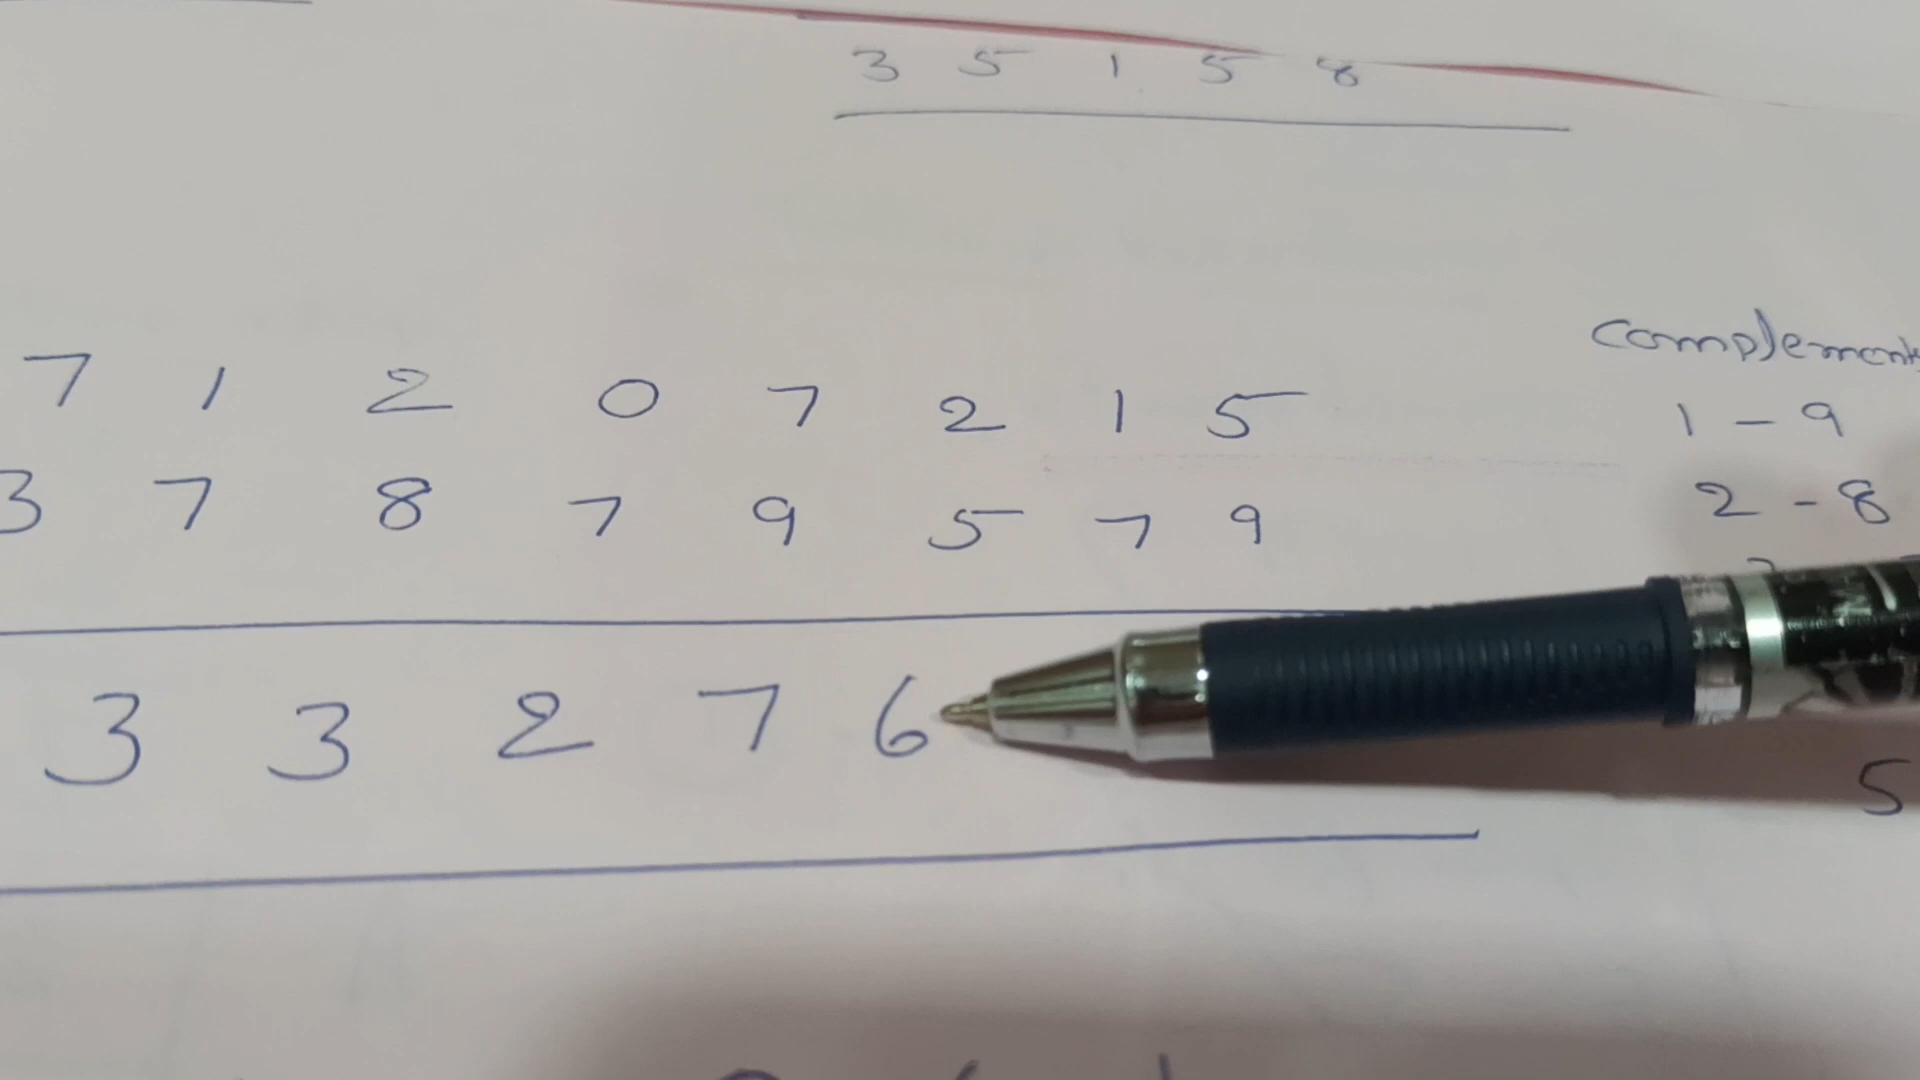 3 5 1 5 8
7 1 2 0 7 2 1 5
3 7 8 7 9 5 7 9
3 3 2 7 6
complements
1 - 9
2 - 8
5